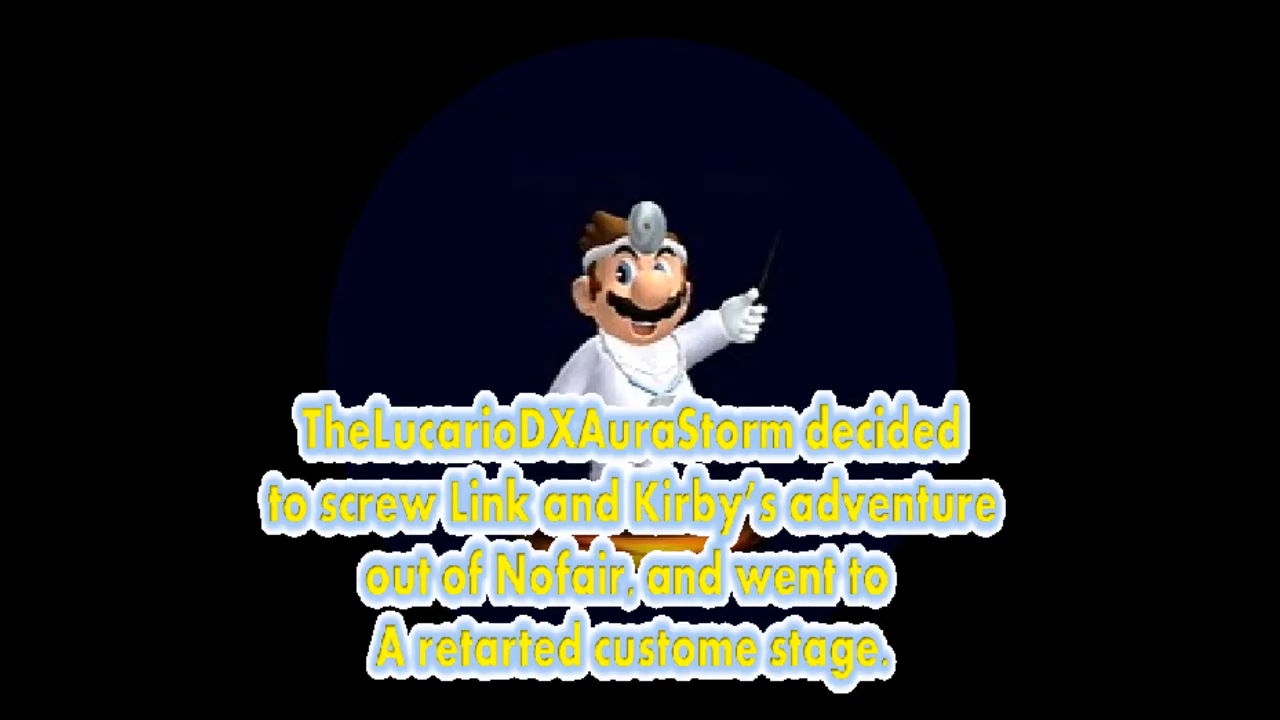 TheLucarioDXAuraStorm decided
to screw Link and Kirby's adventure
out of Nofair, and went to
A retarted custome stage.